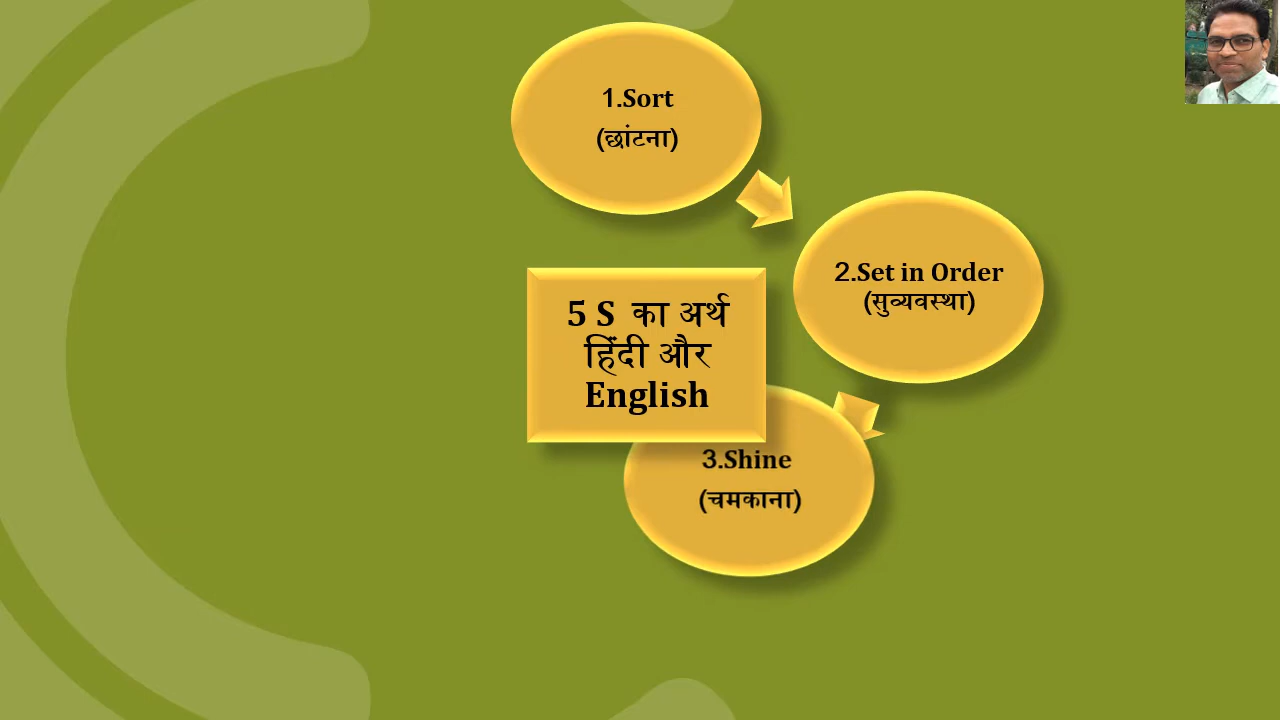 1.Sort
(छांटना)
2.Set in Order
(सुव्यवस्था)
5 S का अर्थ
हिंदी और
English
3.Shine
(चमकाना)